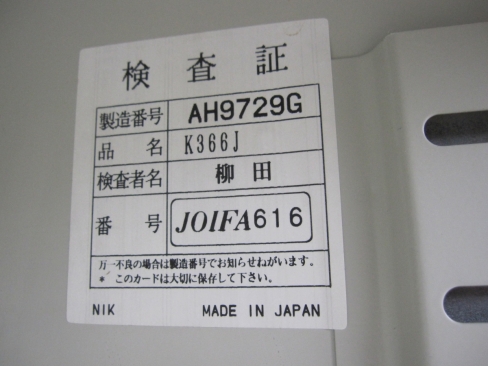 検査証
製造番号 AH9729G
品名 K366J
検査者名 柳田
番号 JOIFA616
万一不良の場合は製造番号でお知らせねがいます。
* このカードは大切に保存して下さい。
NIK MADE IN JAPAN